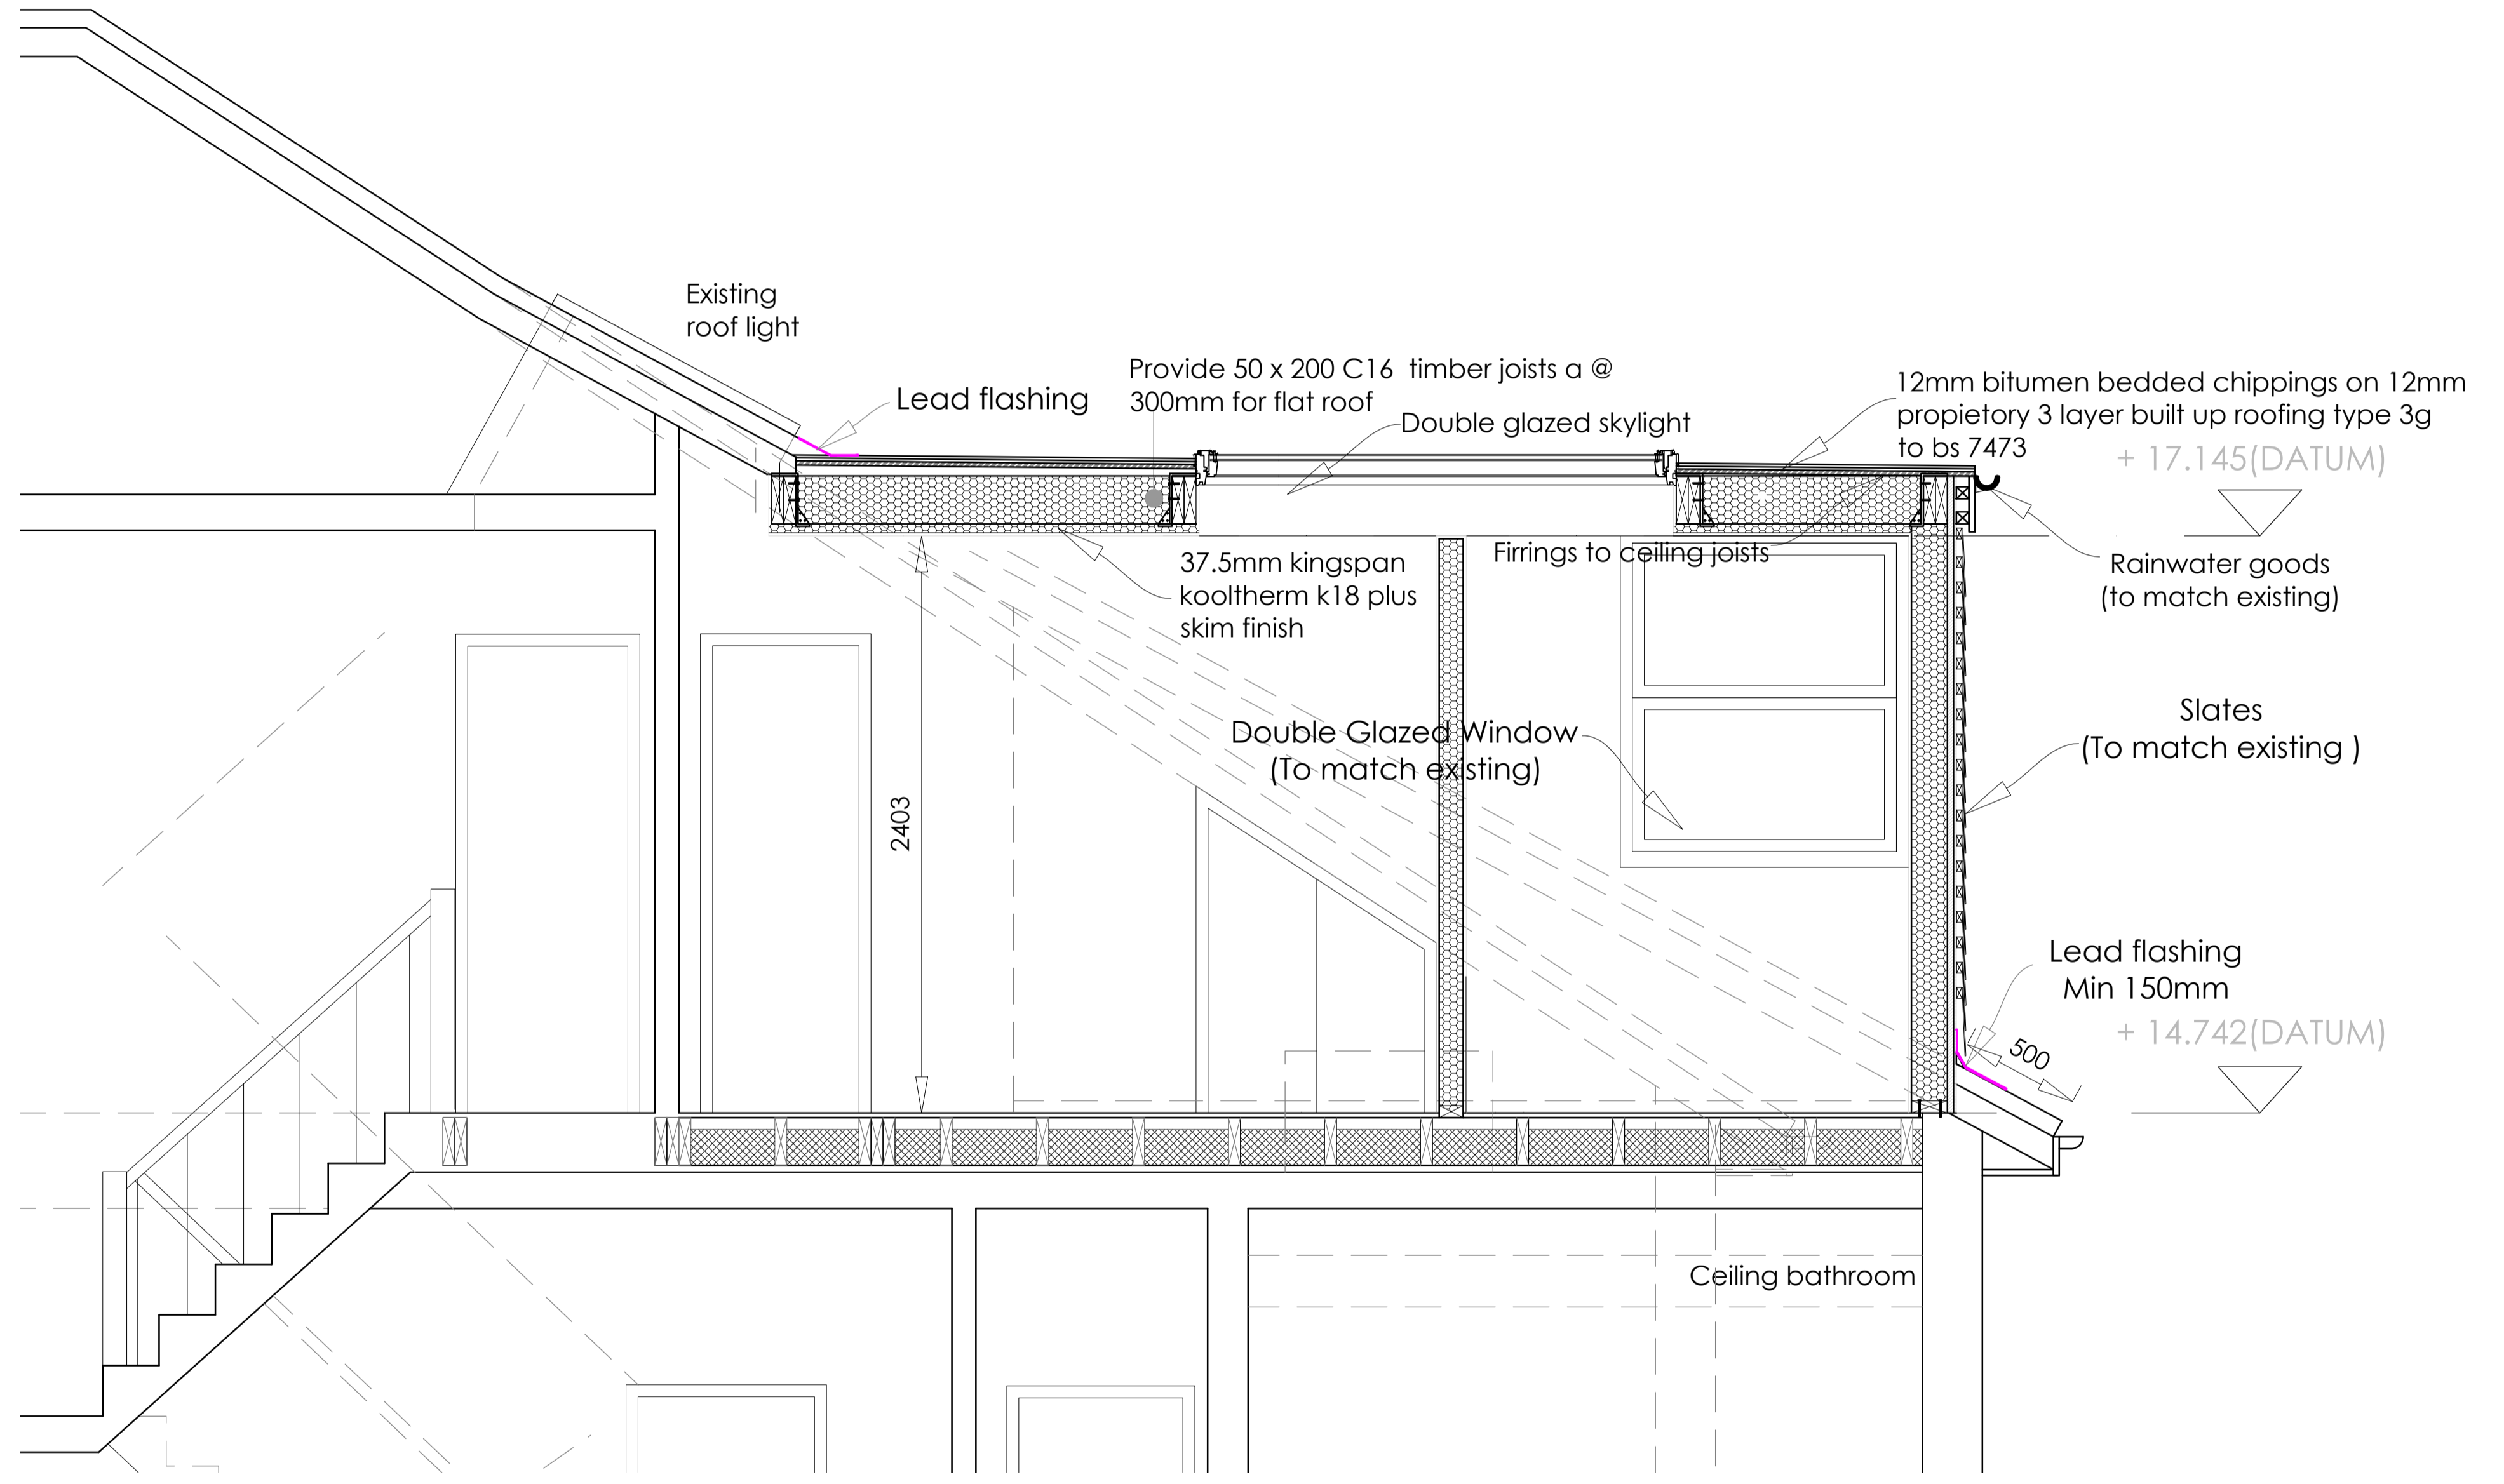 Existing
roof light
Lead flashing
Provide 50 x 200 C16  timber joists a @
300mm for flat roof
Double glazed skylight
12mm bitumen bedded chippings on 12mm
propietory 3 layer built up roofing type 3g
to bs 7473
+ 17.145(DATUM)
37.5mm kingspan
kooltherm k18 plus
skim finish
Firrings to ceiling joists
Rainwater goods
(to match existing)
Double Glazed Window
(To match existing)
Slates
(To match existing )
2403
Lead flashing
Min 150mm
+ 14.742(DATUM)
500
Ceiling bathroom